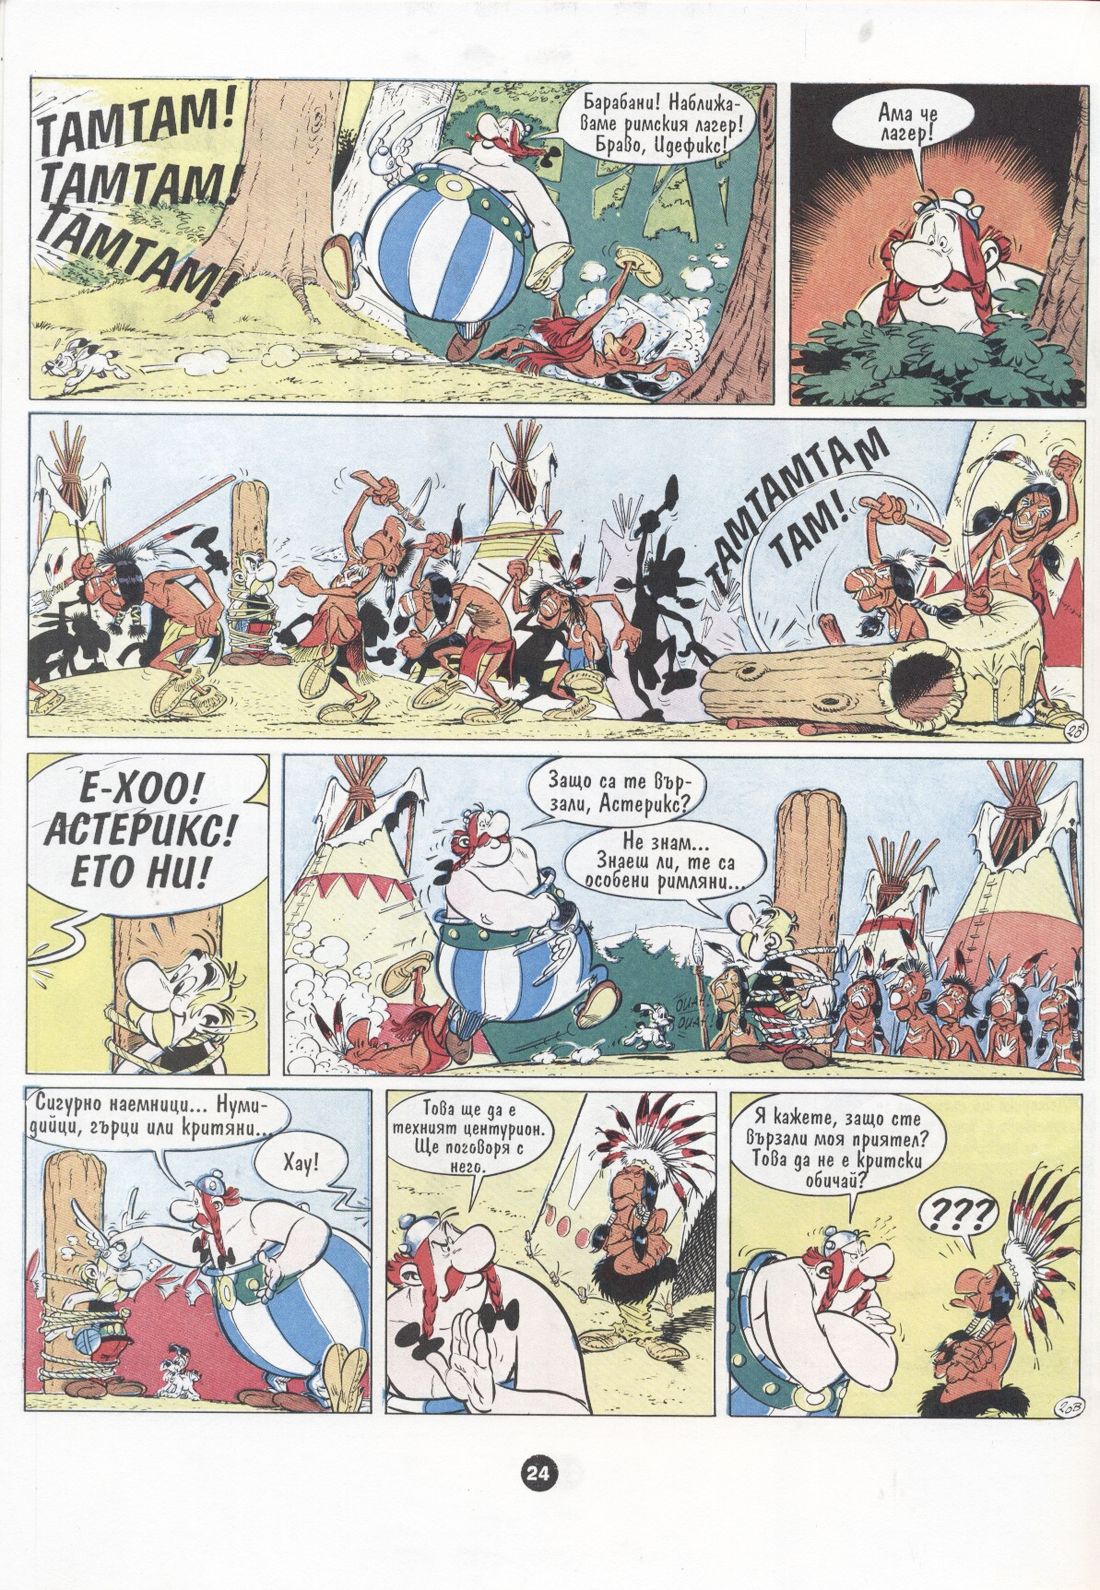 ТАМТАМ!
ТАМТАМ!
ТАМТАМ!
Барабани! Наближа-
ваме римския лагер!
Браво, Идефикс!
Ама че
лагер!
ТАМТАМТАМ
ТАМ!
Е-ХОО!
АСТЕРИКС!
ЕТО НИ!
Защо са те вър-
зали, Астерикс?
Не знам...
Знаеш ли, те са
особени римляни...
ОУАН!
ОУАН!
Сигурно наемници... Нуми-
дийци, гърци или критяни...
Хау!
Това ще да е
техният центурион.
Ще поговоря с
него.
Я кажете, защо сте
вързали моя приятел?
Това да не е критски
обичай?
???
20B
24